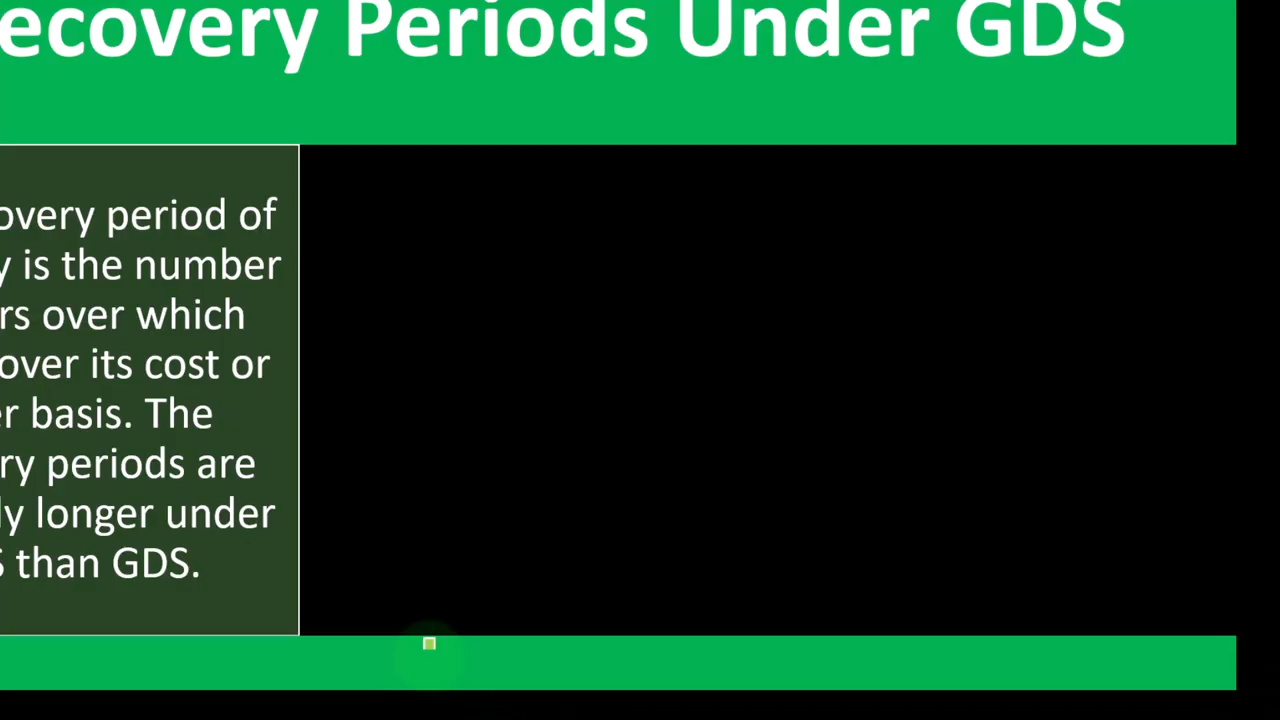 ecovery Periods Under GDS
overy period of
y is the number
rs over which
over its cost or
er basis. The
ry periods are
ly longer under
S than GDS.